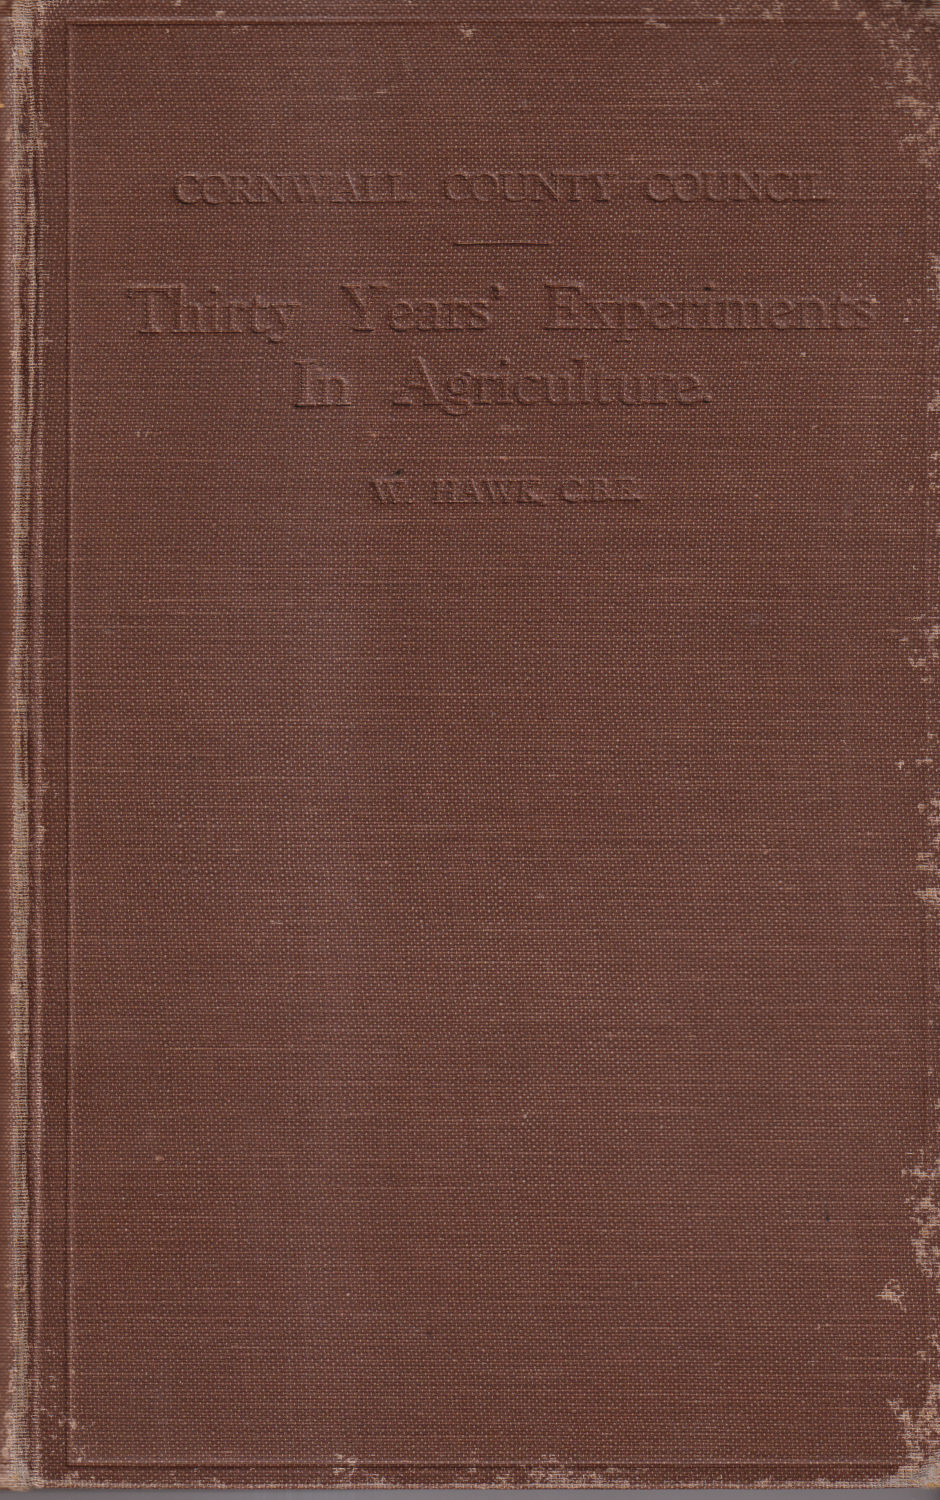 CORNWALL COUNTY COUNCIL.
Thirty Years' Experiments
In Agriculture.
W. HAWK C.B.E.